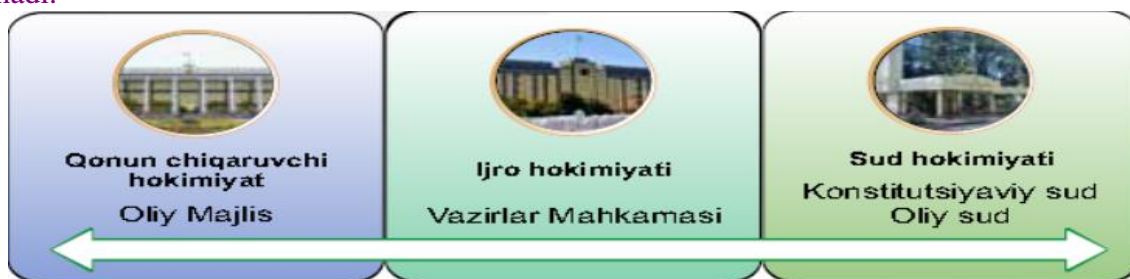 Qonun chiqaruvchi
hokimiyat
Oliy Majlis
Ijro hokimiyati
Vazirlar Mahkamasi
Sud hokimiyati
Konstitutsiyaviy sud
Oliy sud